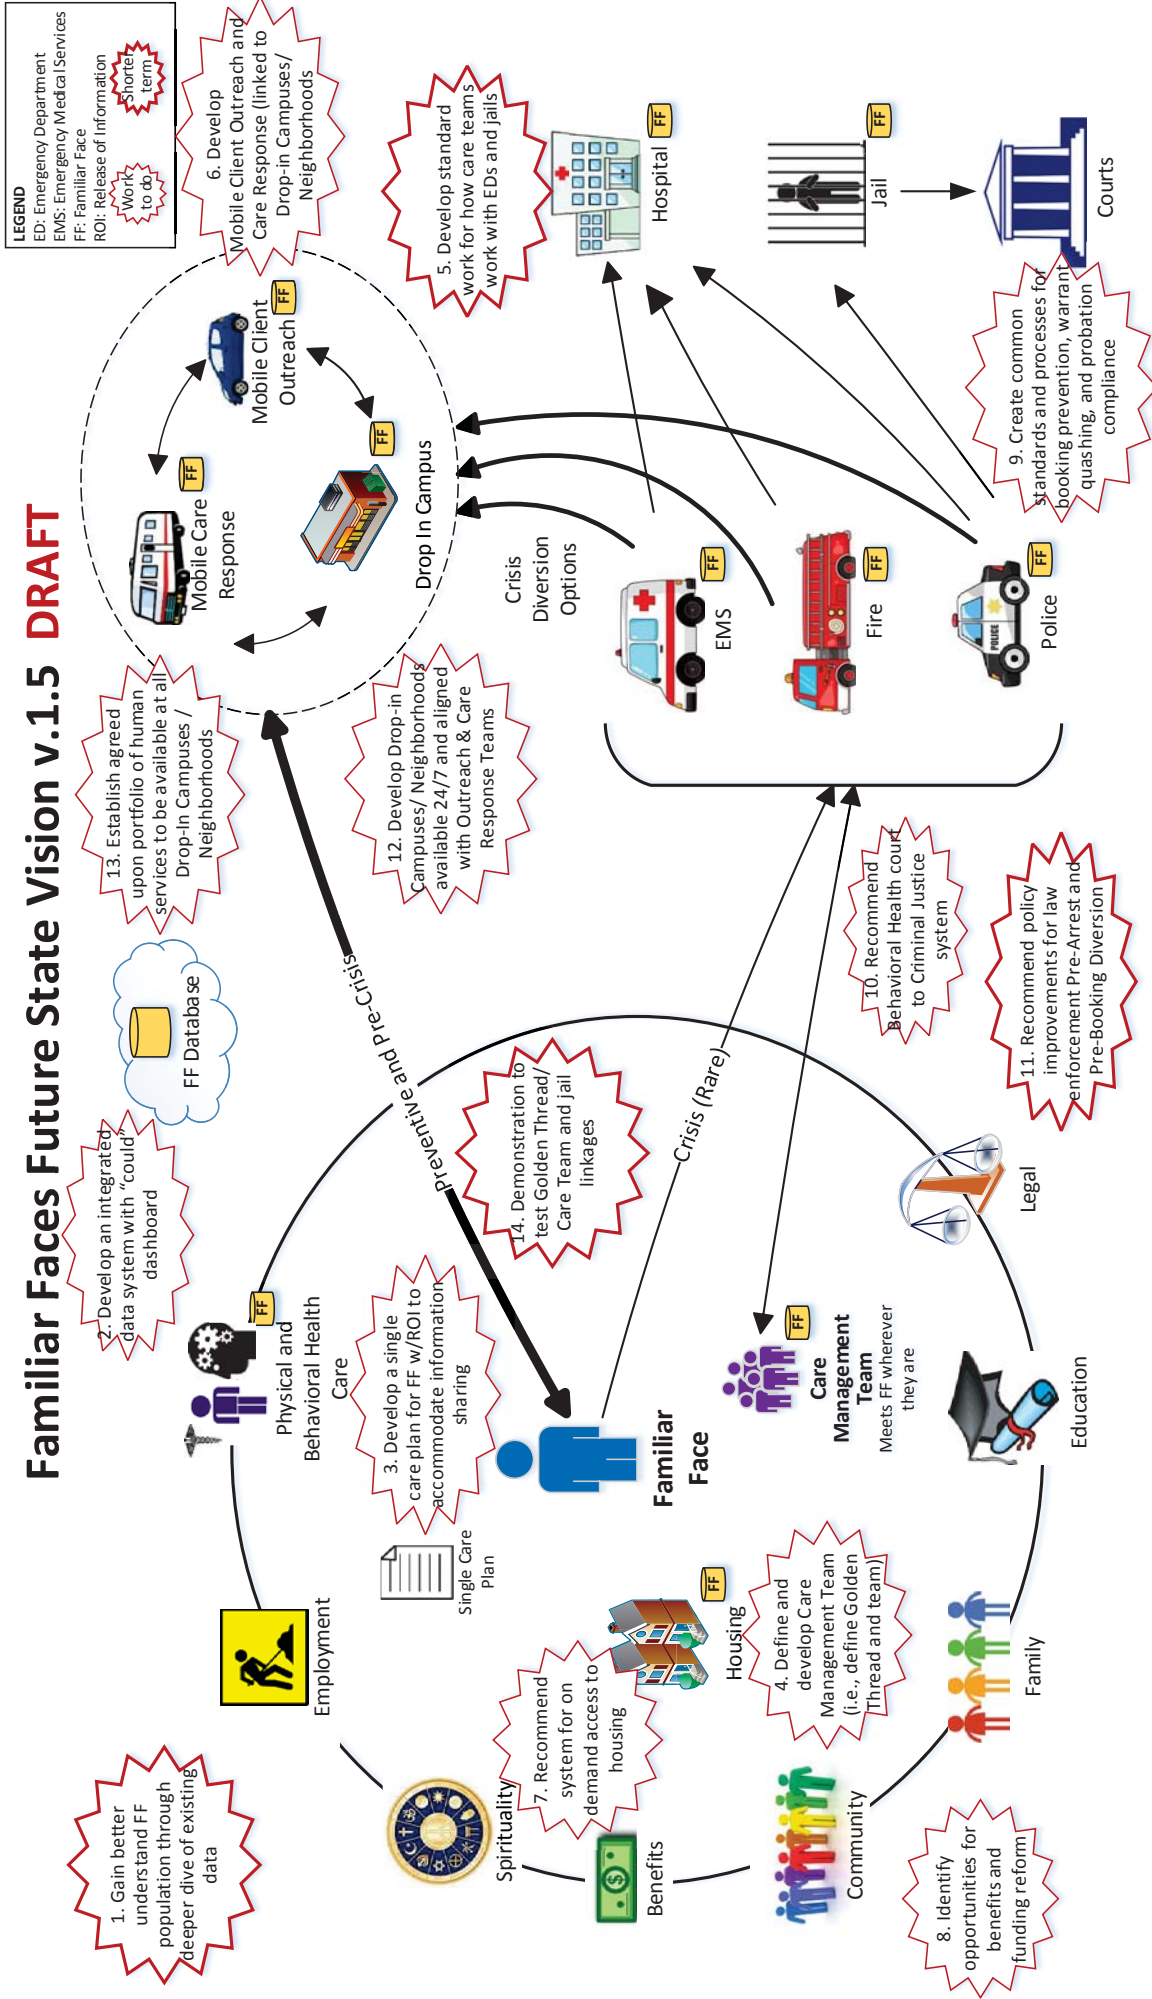 Familiar Faces Future State Vision v.1.5 DRAFT
LEGEND
ED: Emergency Department
EMS: Emergency Medical Services
FF: Familiar Face
ROI: Release of Information
Work
to do
Shorter
term
1. Gain better
understand FF
population through
deeper dive of existing
data
2. Develop an integrated
data system with “could”
dashboard
FF Database
13. Establish agreed
upon portfolio of human
services to be available at all
Drop-In Campuses /
Neighborhoods
6. Develop
Mobile Client Outreach and
Care Response (linked to
Drop-in Campuses/
Neighborhoods
Employment
FF
Physical and
Behavioral Health
Care
FF
Mobile Care
Response
FF
Mobile Client
Outreach
FF
Drop In Campus
Spirituality
Single Care
Plan
3. Develop a single
care plan for FF w/ROI to
accommodate information
sharing
Preventive and Pre-Crisis
12. Develop Drop-in
Campuses/ Neighborhoods
available 24/7 and aligned
with Outreach & Care
Response Teams
5. Develop standard
work for how care teams
work with EDs and jails
14. Demonstration to
test Golden Thread/
Care Team and jail
linkages
Crisis
Diversion
Options
7. Recommend
system for on
demand access to
housing
Benefits
FF
Housing
Familiar
Face
Crisis (Rare)
FF
EMS
FF
Hospital
4. Define and
develop Care
Management Team
(i.e., define Golden
Thread and team)
FF
Care
Management
Team
Meets FF wherever
they are
10. Recommend
Behavioral Health court
to Criminal Justice
system
FF
Fire
FF
Jail
Community
8. Identify
opportunities for
benefits and
funding reform
Family
Education
Legal
11. Recommend policy
improvements for law
enforcement Pre-Arrest and
Pre-Booking Diversion
FF
Police
9. Create common
standards and processes for
booking prevention, warrant
quashing, and probation
compliance
Courts
POLICE